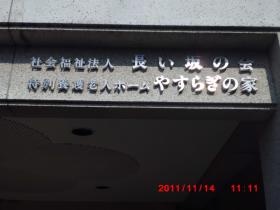 社会福祉法人 長い坂の会
特別養護老人ホーム やすらぎの家
2011/11/14 11:11